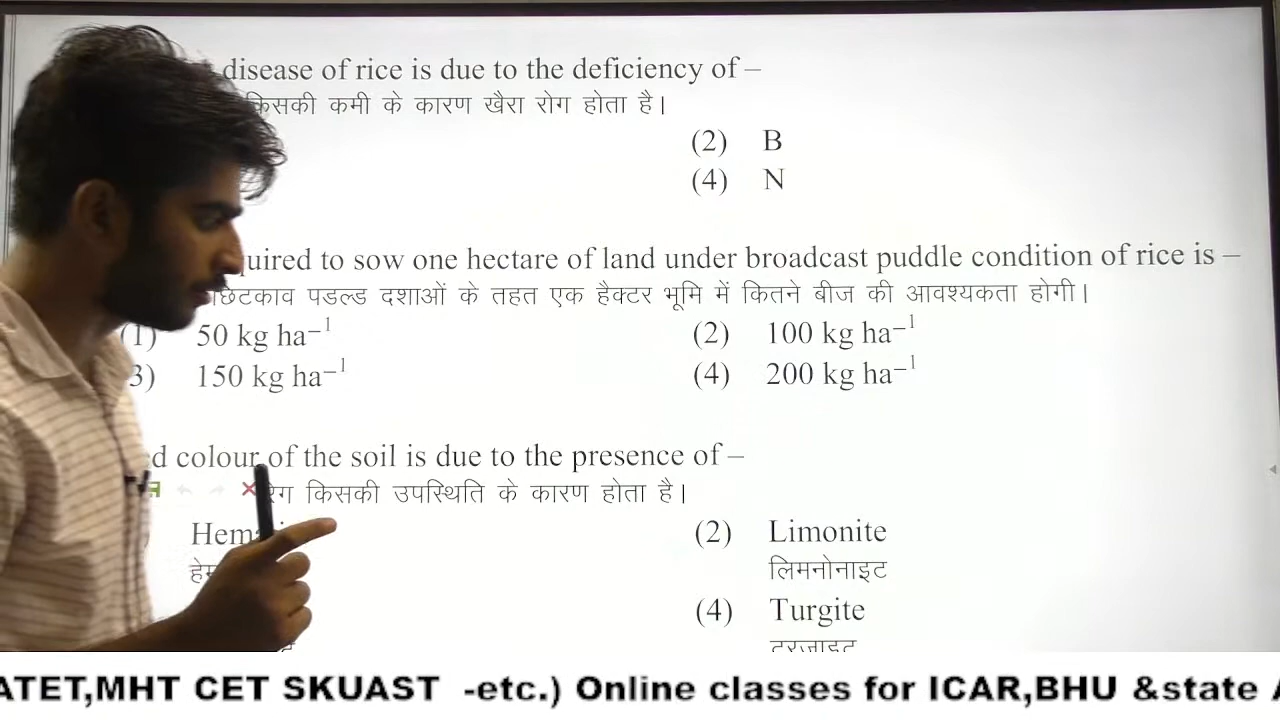 disease of rice is due to the deficiency of –
किसकी कमी के कारण खैरा रोग होता है।
(2) B
(4) N
to sow one hectare of land under broadcast puddle condition of rice is –
छिटकाव पडल्ड दशाओं के तहत एक हैक्टर भूमि में कितने बीज की आवश्यकता होगी।
(1) 50 kg ha⁻¹ (2) 100 kg ha⁻¹
3) 150 kg ha⁻¹ (4) 200 kg ha⁻¹
colour of the soil is due to the presence of –
किसकी उपस्थिति के कारण होता है।
(2) Limonite
लिमनोनाइट
(4) Turgite
टरजाइट
ATET,MHT CET SKUAST -etc.) Online classes for ICAR,BHU &state